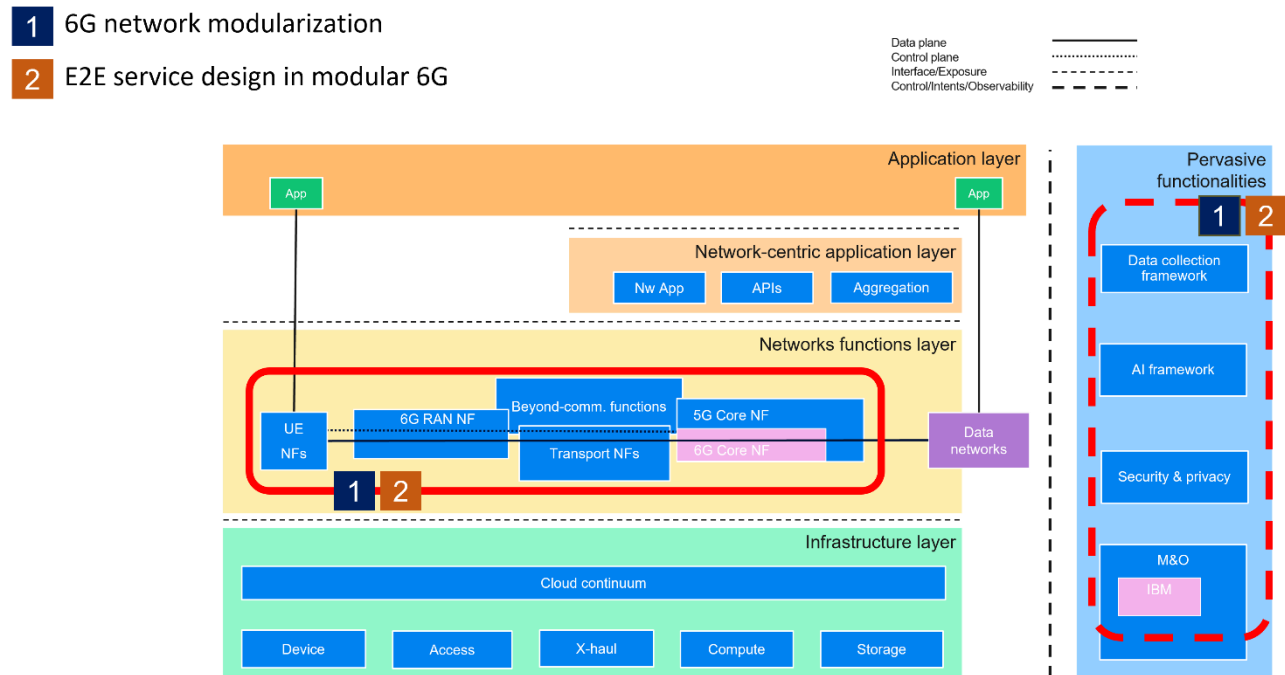 1 6G network modularization
2 E2E service design in modular 6G
Data plane
Control plane
Interface/Exposure
Control/Intents/Observability
Application layer
App
App
Network-centric application layer
Nw App
APIs
Aggregation
Networks functions layer
UE
NFs
6G RAN NF
Beyond-comm. functions
Transport NFs
5G Core NF
6G Core NF
Data
networks
1 2
Infrastructure layer
Cloud continuum
Device
Access
X-haul
Compute
Storage
Pervasive
functionalities
1 2
Data collection
framework
AI framework
Security & privacy
M&O
IBM